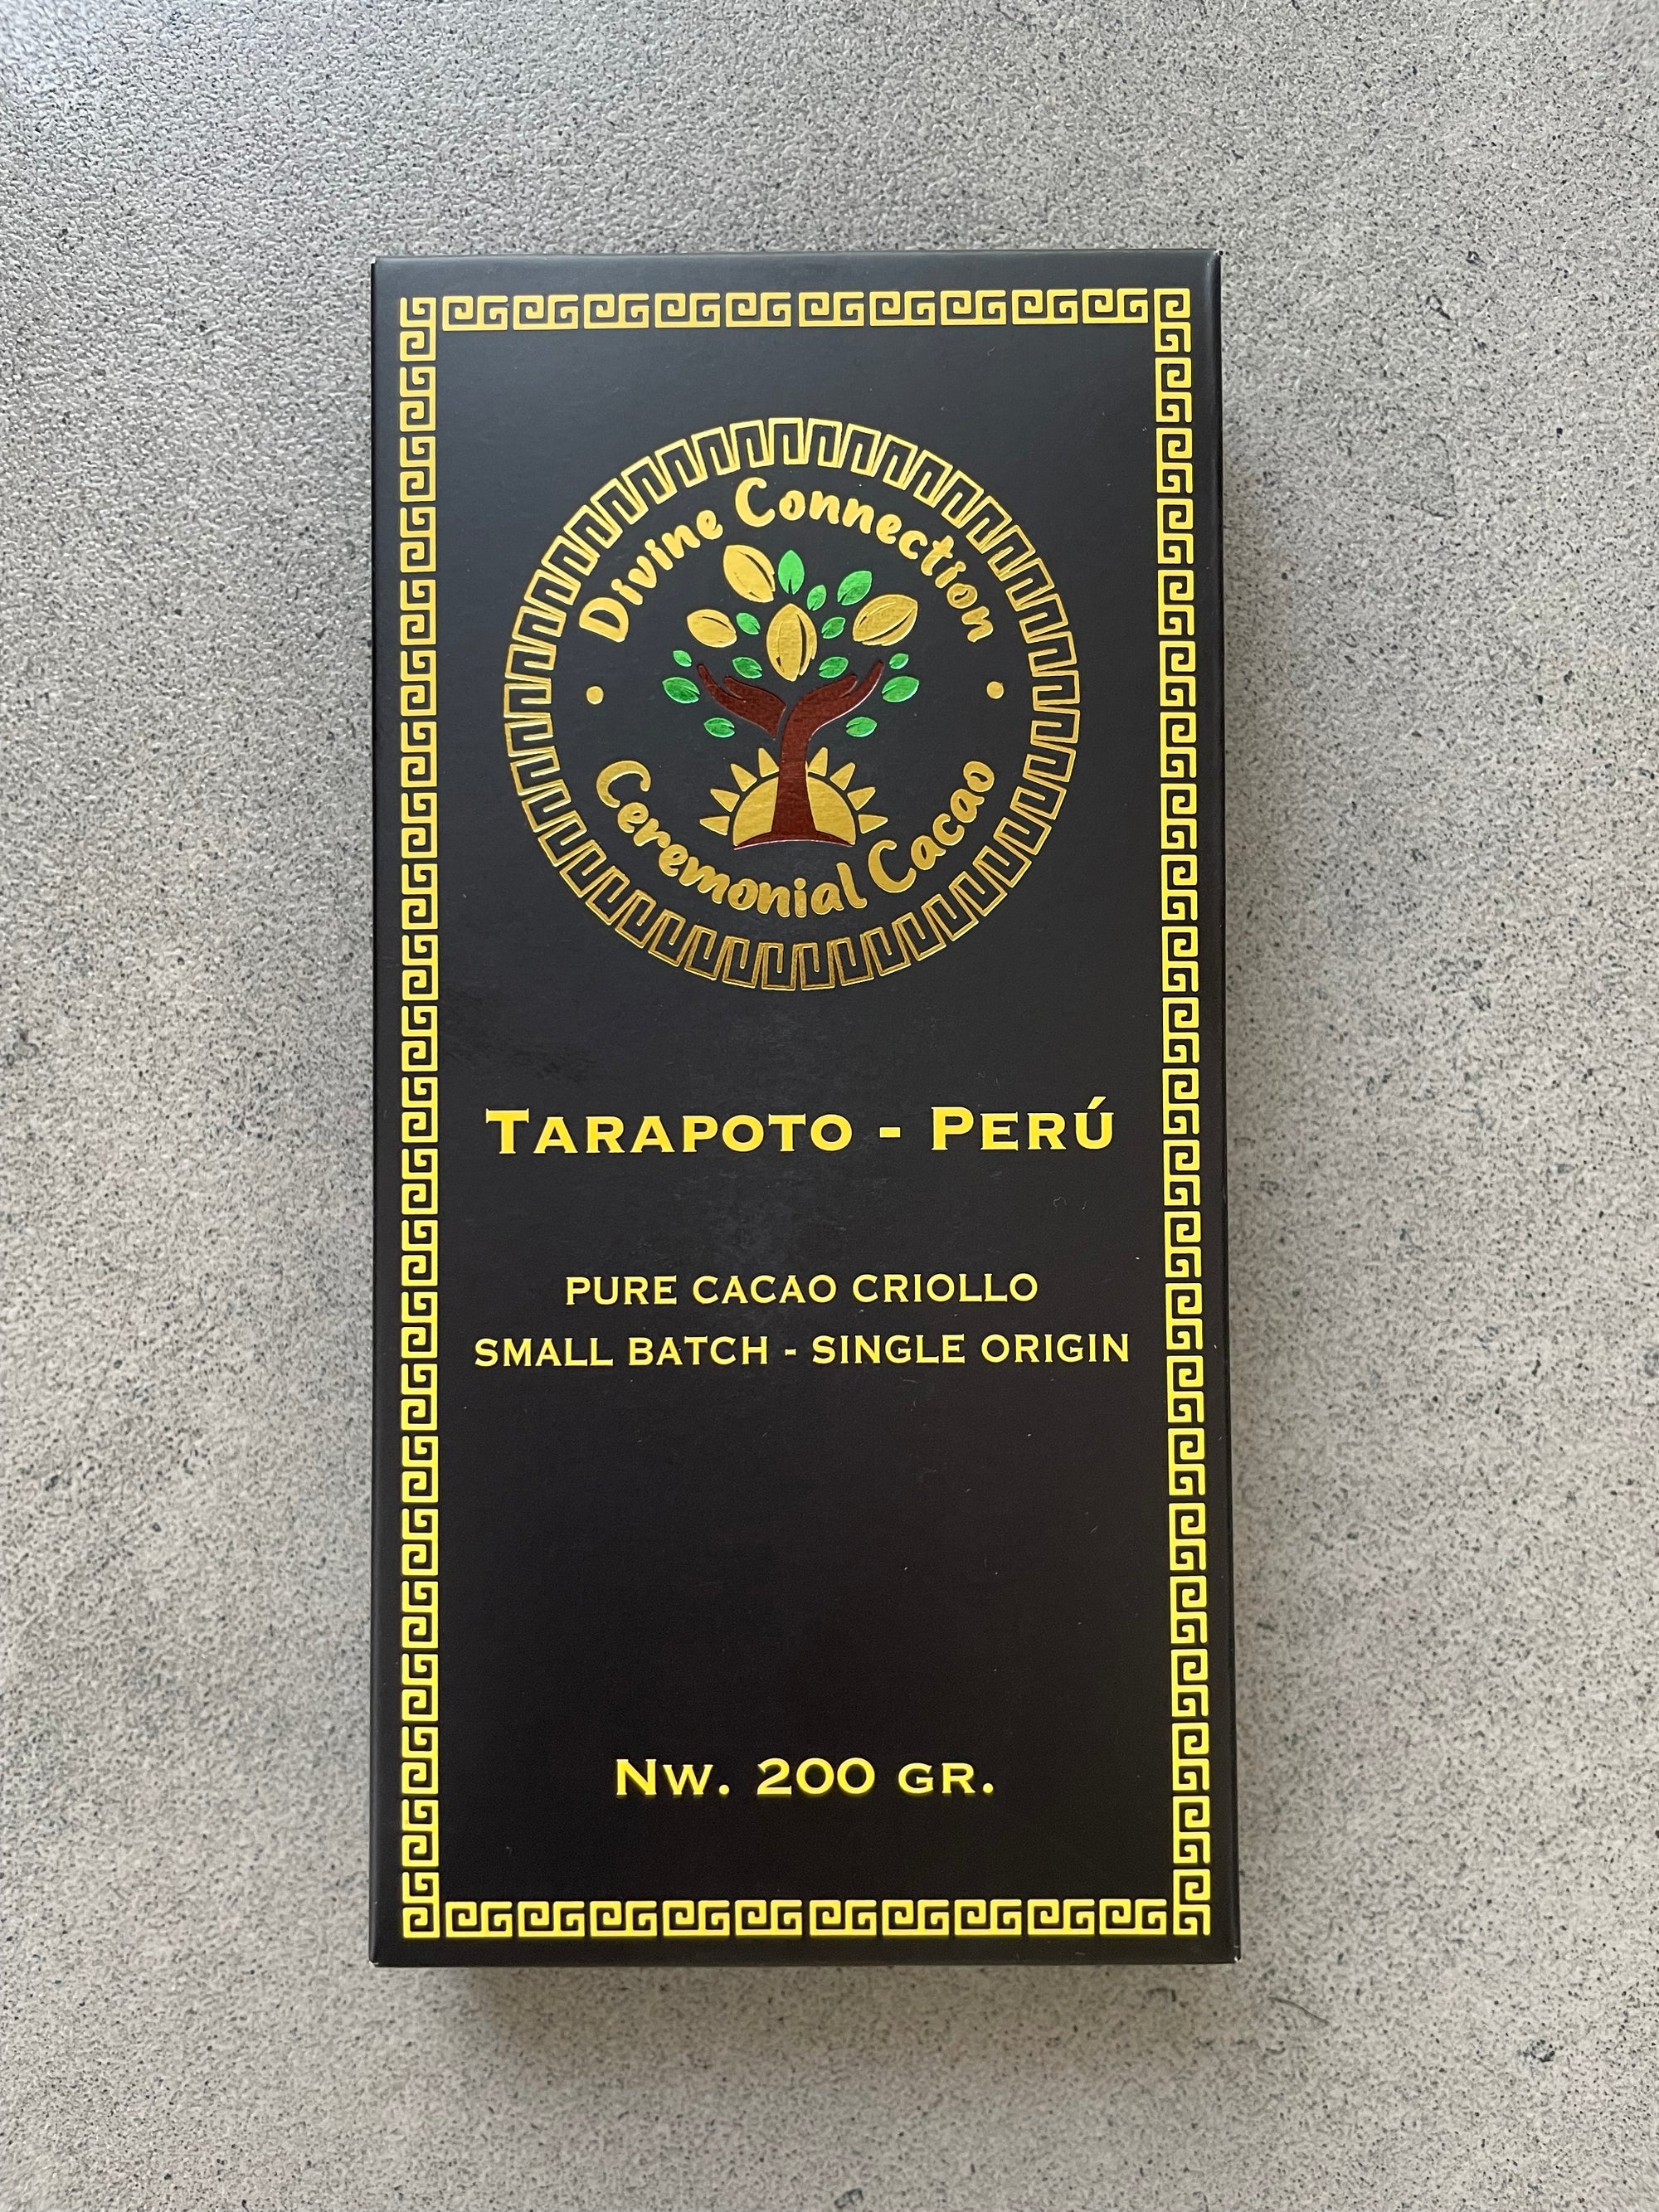 Divine Connection
Ceremonial Cacao
TARAPOTO - PERÚ
PURE CACAO CRIOLLO
SMALL BATCH - SINGLE ORIGIN
NW. 200 GR.